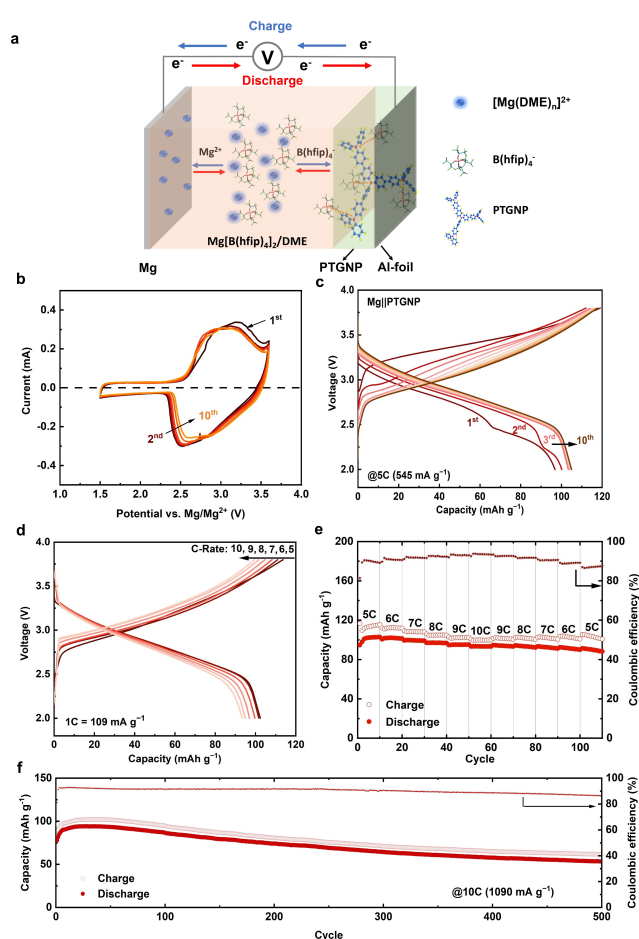 a
Charge
e-
e-
V
e-
e-
Discharge
Mg²⁺
B(hfip)₄⁻
Mg[B(hfip)₄]₂/DME
Mg
PTGNP
Al-foil
[Mg(DME)n]²⁺
B(hfip)₄⁻
PTGNP
b
0.4
0.2
0.0
-0.2
-0.4
Current (mA)
1st
2nd
10th
1.0 1.5 2.0 2.5 3.0 3.5 4.0
Potential vs. Mg/Mg²⁺ (V)
c
Mg||PTGNP
4.0
3.5
3.0
2.5
2.0
Voltage (V)
1st
2nd
3rd
10th
@5C (545 mA g⁻¹)
0 20 40 60 80 100 120
Capacity (mAh g⁻¹)
d
C-Rate: 10, 9, 8, 7, 6,5
4.0
3.0
2.0
Voltage (V)
1C = 109 mA g⁻¹
0 20 40 60 80 100 120
Capacity (mAh g⁻¹)
e
200
160
120
80
40
0
Capacity (mAh g⁻¹)
5C 6C 7C 8C 9C 10C 9C 8C 7C 6C 5C
Charge
Discharge
100
80
60
40
20
0
Coulombic efficiency (%)
0 20 40 60 80 100
Cycle
f
150
100
50
0
Capacity (mAh g⁻¹)
Charge
Discharge
@10C (1090 mA g⁻¹)
100
80
60
40
20
0
Coulombic efficiency (%)
0 100 200 300 400 500
Cycle